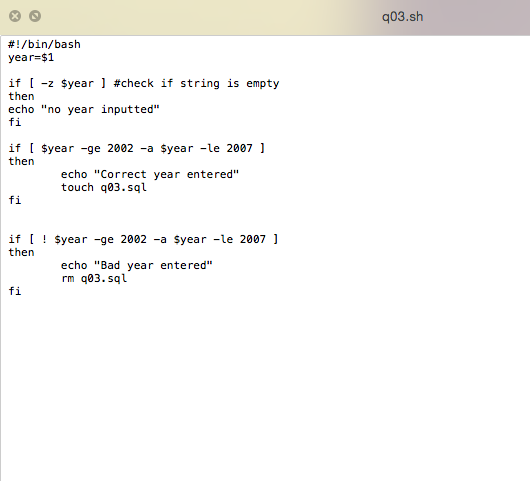 q03.sh
#!/bin/bash
year=$1
if [ -z $year ] #check if string is empty
then
echo "no year inputted"
fi
if [ $year -ge 2002 -a $year -le 2007 ]
then
echo "Correct year entered"
touch q03.sql
fi
if [ ! $year -ge 2002 -a $year -le 2007 ]
then
echo "Bad year entered"
rm q03.sql
fi